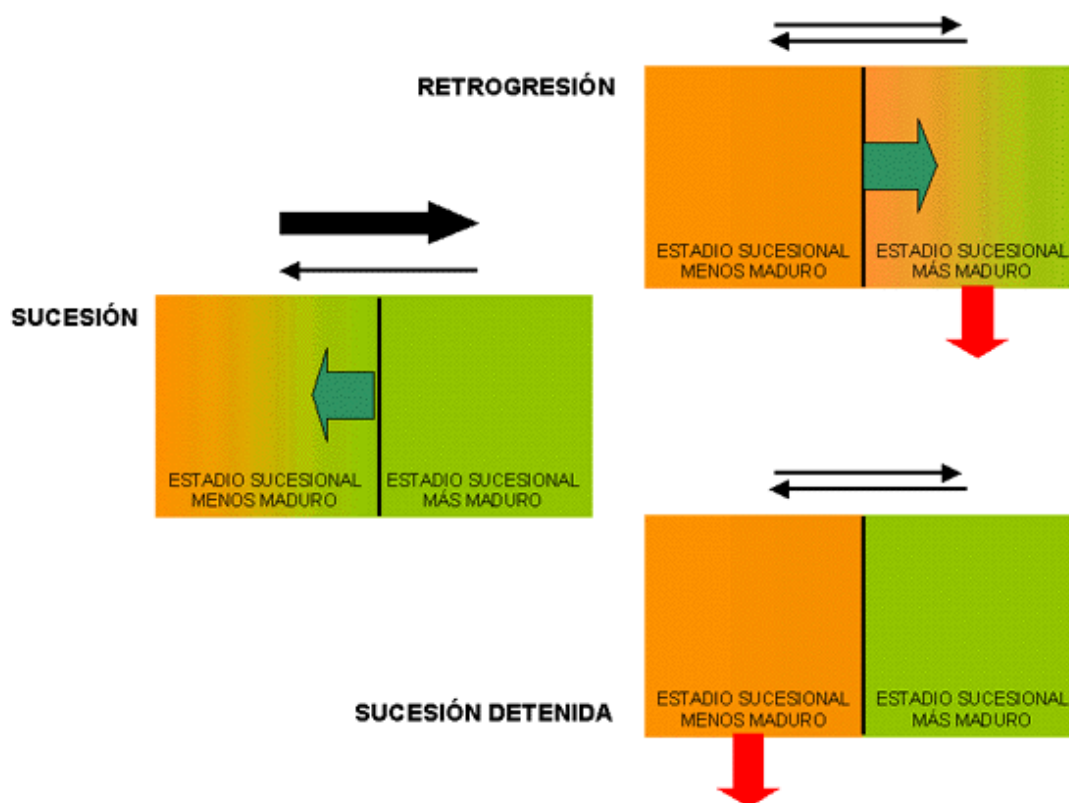 RETROGRESIÓN
ESTADIO SUCESIONAL
MENOS MADURO
ESTADIO SUCESIONAL
MÁS MADURO
SUCESIÓN
ESTADIO SUCESIONAL
MENOS MADURO
ESTADIO SUCESIONAL
MÁS MADURO
SUCESIÓN DETENIDA
ESTADIO SUCESIONAL
MENOS MADURO
ESTADIO SUCESIONAL
MÁS MADURO